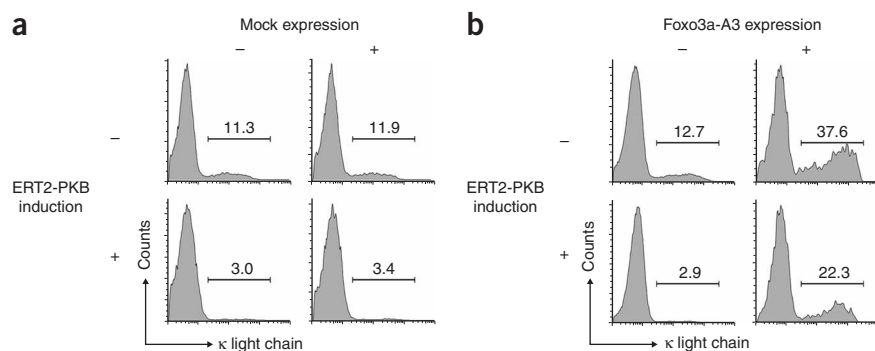 a
Mock expression
− +
−
11.3 11.9
ERT2-PKB
induction
+
3.0 3.4
Counts
κ light chain
b
Foxo3a-A3 expression
− +
−
12.7 37.6
ERT2-PKB
induction
+
2.9 22.3
Counts
κ light chain